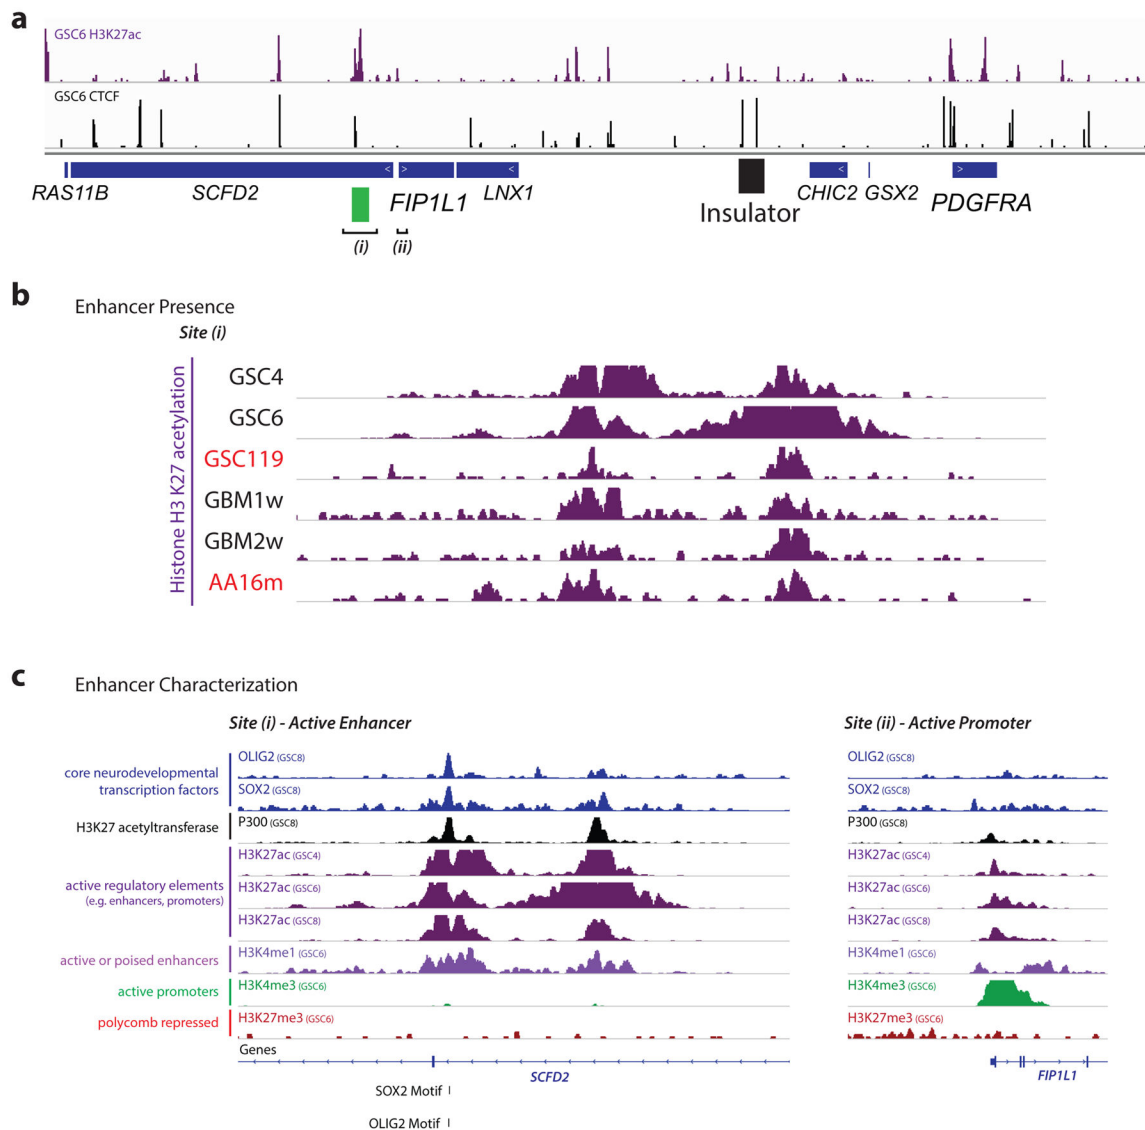 a
GSC6 H3K27ac
GSC6 CTCF
< > < < >
RAS11B SCFD2 FIP1L1 LNX1 Insulator CHIC2 GSX2 PDGFRA
(i) (ii)
b Enhancer Presence
Site (i)
Histone H3 K27 acetylation
GSC4
GSC6
GSC119
GBM1w
GBM2w
AA16m
c Enhancer Characterization
Site (i) - Active Enhancer
core neurodevelopmental
transcription factors
H3K27 acetyltransferase
active regulatory elements
(e.g. enhancers, promoters)
active or poised enhancers
active promoters
polycomb repressed
OLIG2 (GSC8)
SOX2 (GSC8)
P300 (GSC8)
H3K27ac (GSC4)
H3K27ac (GSC6)
H3K27ac (GSC8)
H3K4me1 (GSC6)
H3K4me3 (GSC6)
H3K27me3 (GSC6)
Genes
SCFD2
SOX2 Motif
OLIG2 Motif
Site (ii) - Active Promoter
OLIG2 (GSC8)
SOX2 (GSC8)
P300 (GSC8)
H3K27ac (GSC4)
H3K27ac (GSC6)
H3K27ac (GSC8)
H3K4me1 (GSC6)
H3K4me3 (GSC6)
H3K27me3 (GSC6)
FIP1L1